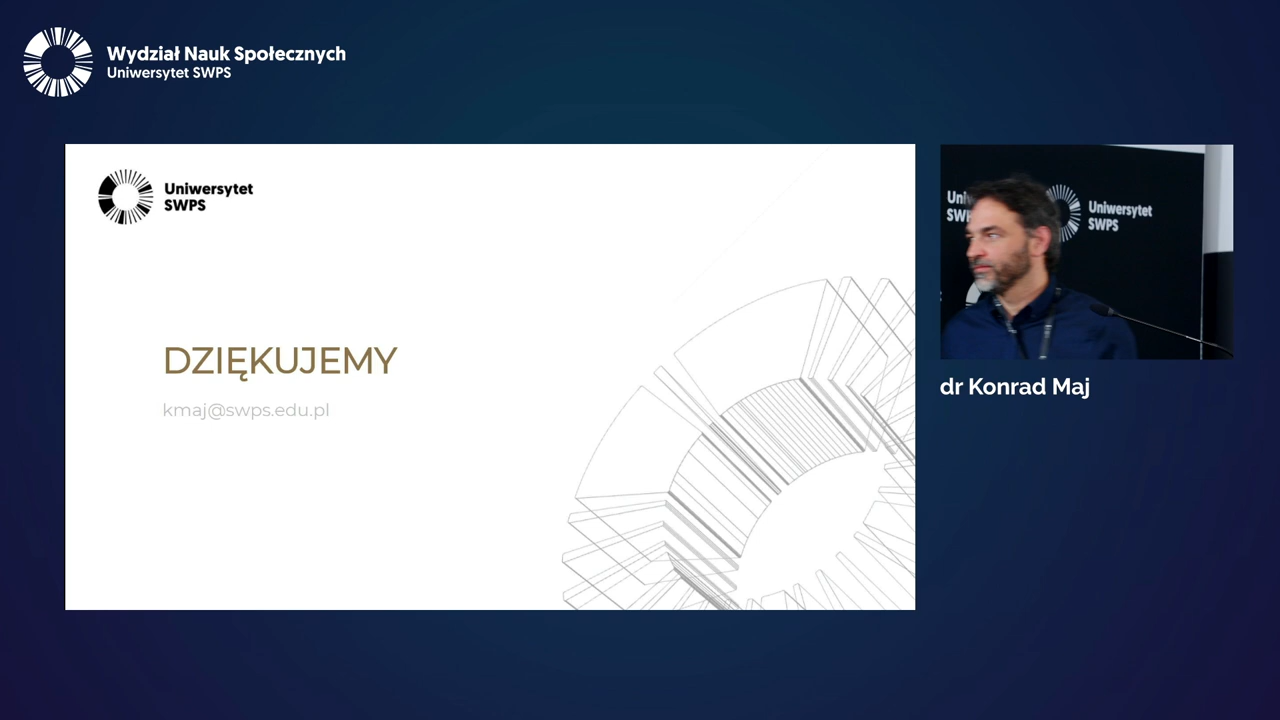 Wydział Nauk Społecznych
Uniwersytet SWPS
Uniwersytet
SWPS
DZIĘKUJEMY
kmaj@swps.edu.pl
Uniwersytet
SWPS
dr Konrad Maj